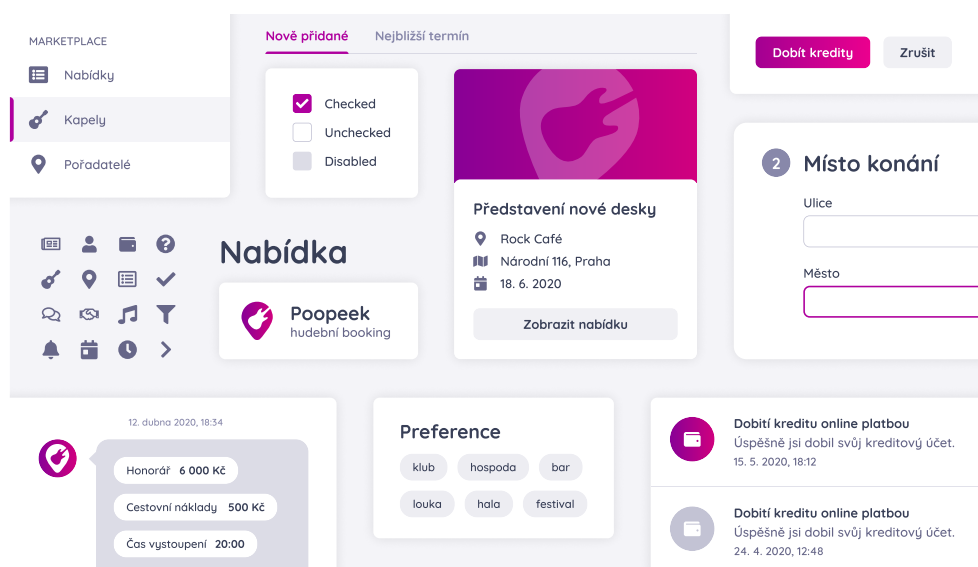 MARKETPLACE
Nabídky
Kapely
Pořadatelé
Nově přidané
Nejbližší termín
Checked
Unchecked
Disabled
Představení nové desky
Rock Café
Národní 116, Praha
18. 6. 2020
Zobrazit nabídku
Dobít kredity
Zrušit
2
Místo konání
Ulice
Město
Nabídka
Poopeek
hudební booking
12. dubna 2020, 18:34
Honorář 6 000 Kč
Cestovní náklady 500 Kč
Čas vystoupení 20:00
Preference
klub hospoda bar
louka hala festival
Dobití kreditu online platbou
Úspěšně jsi dobil svůj kreditový účet.
15. 5. 2020, 18:12
Dobití kreditu online platbou
Úspěšně jsi dobil svůj kreditový účet.
24. 4. 2020, 12:48